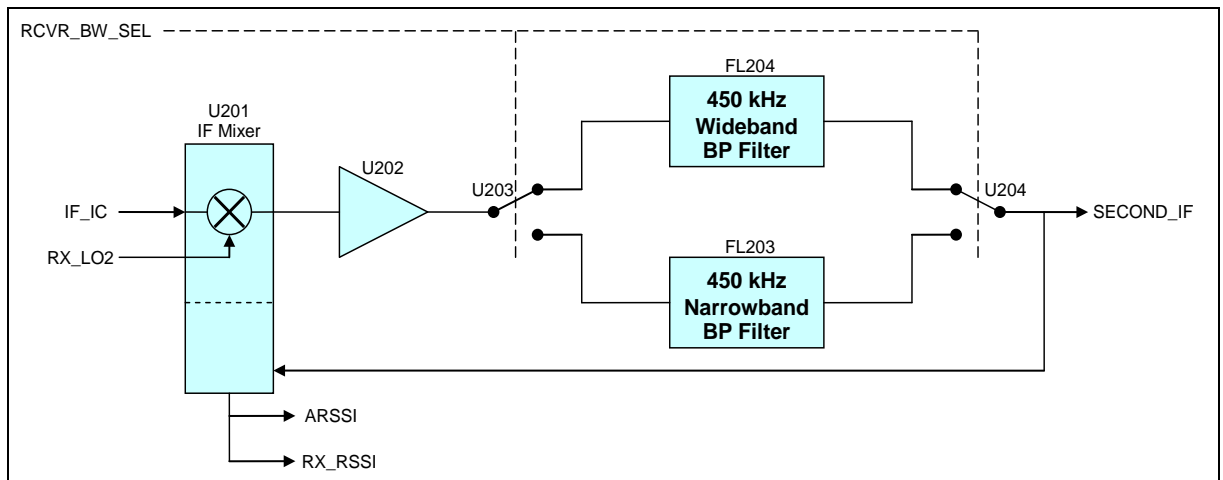 RCVR_BW_SEL
FL204
450 kHz
Wideband
BP Filter
U201
IF Mixer
U202
U203
U204
IF_IC
SECOND_IF
RX_LO2
FL203
450 kHz
Narrowband
BP Filter
ARSSI
RX_RSSI